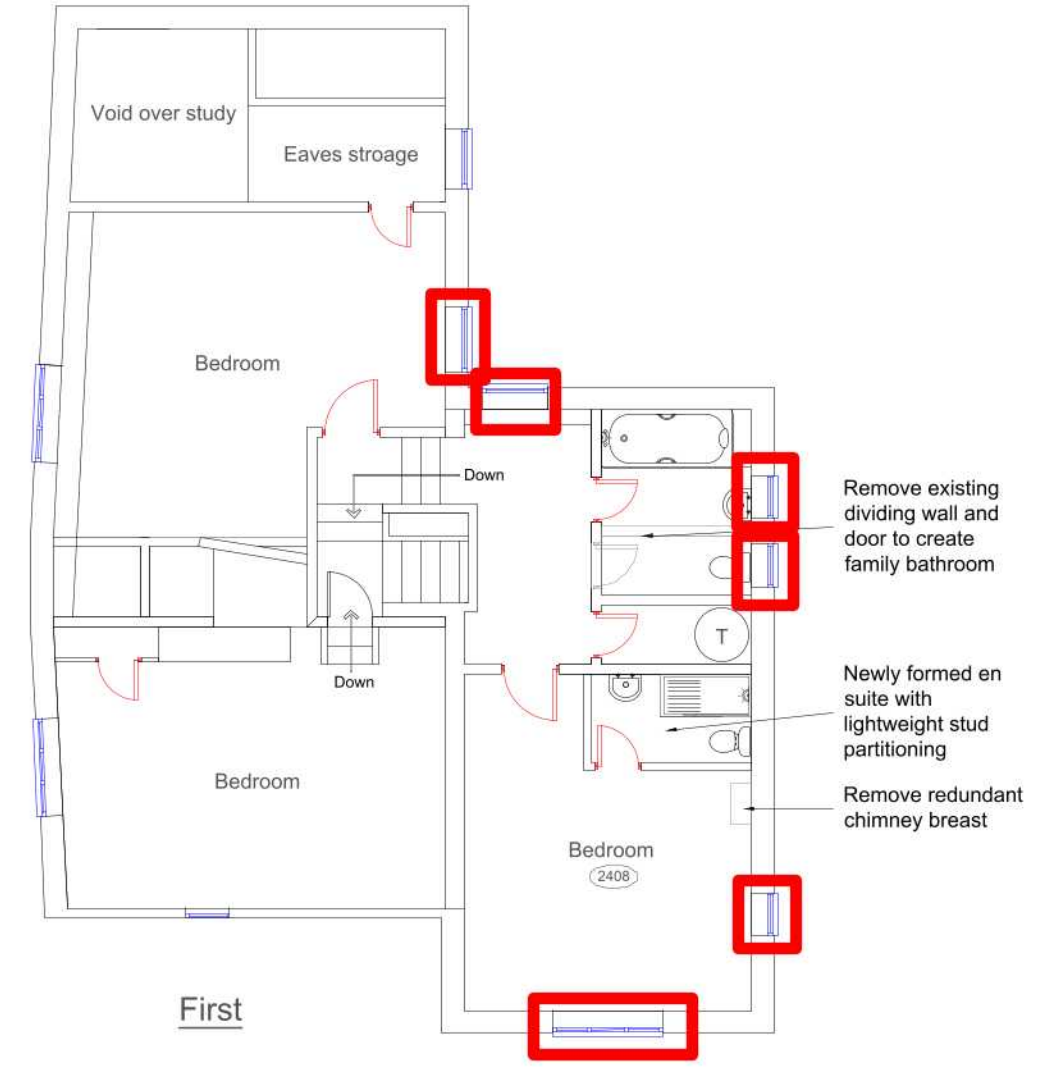 Void over study
Eaves stroage
Bedroom
Down
Remove existing
dividing wall and
door to create
family bathroom
T
Down
Newly formed en
suite with
lightweight stud
partitioning
Bedroom
Remove redundant
chimney breast
Bedroom
2408
First